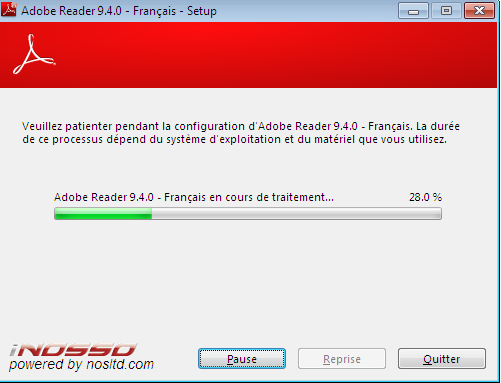 Adobe Reader 9.4.0 - Français - Setup
Veuillez patienter pendant la configuration d'Adobe Reader 9.4.0 - Français. La durée
de ce processus dépend du système d'exploitation et du matériel que vous utilisez.
Adobe Reader 9.4.0 - Français en cours de traitement... 28.0 %
iNOSSO
powered by nosltd.com
Pause Reprise Quitter